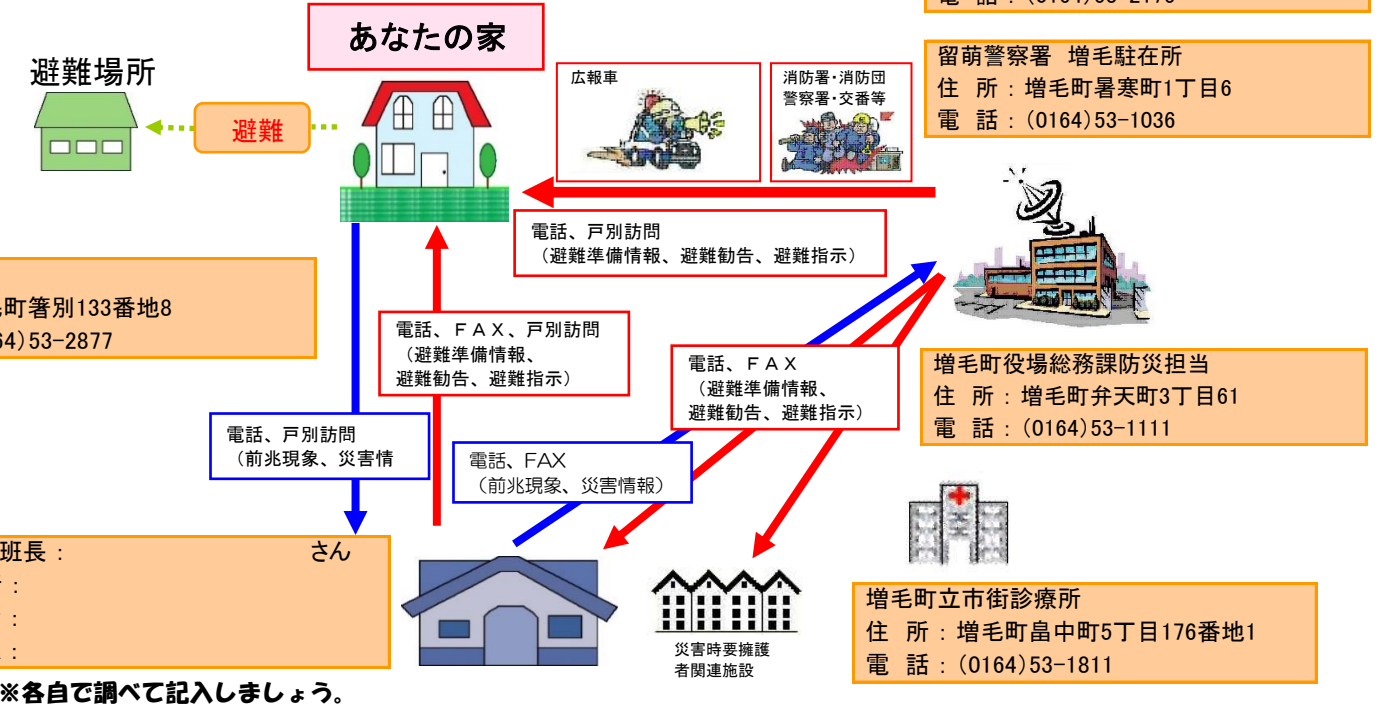 あなたの家
避難場所
避難
広報車
消防署・消防団
警察署・交番等
留萌警察署 増毛駐在所
住 所：増毛町暑寒町1丁目6
電 話：(0164)53-1036
電話、戸別訪問
（避難準備情報、避難勧告、避難指示）
町箸別133番地8
64)53-2877
電話、ＦＡＸ、戸別訪問
（避難準備情報、
避難勧告、避難指示）
電話、ＦＡＸ
（避難準備情報、
避難勧告、避難指示）
増毛町役場総務課防災担当
住 所：増毛町弁天町3丁目61
電 話：(0164)53-1111
電話、戸別訪問
（前兆現象、災害情
電話、FAX
（前兆現象、災害情報）
班長： さん
：
：
：
※各自で調べて記入しましょう。
災害時要擁護
者関連施設
増毛町立市街診療所
住 所：増毛町畠中町5丁目176番地1
電 話：(0164)53-1811